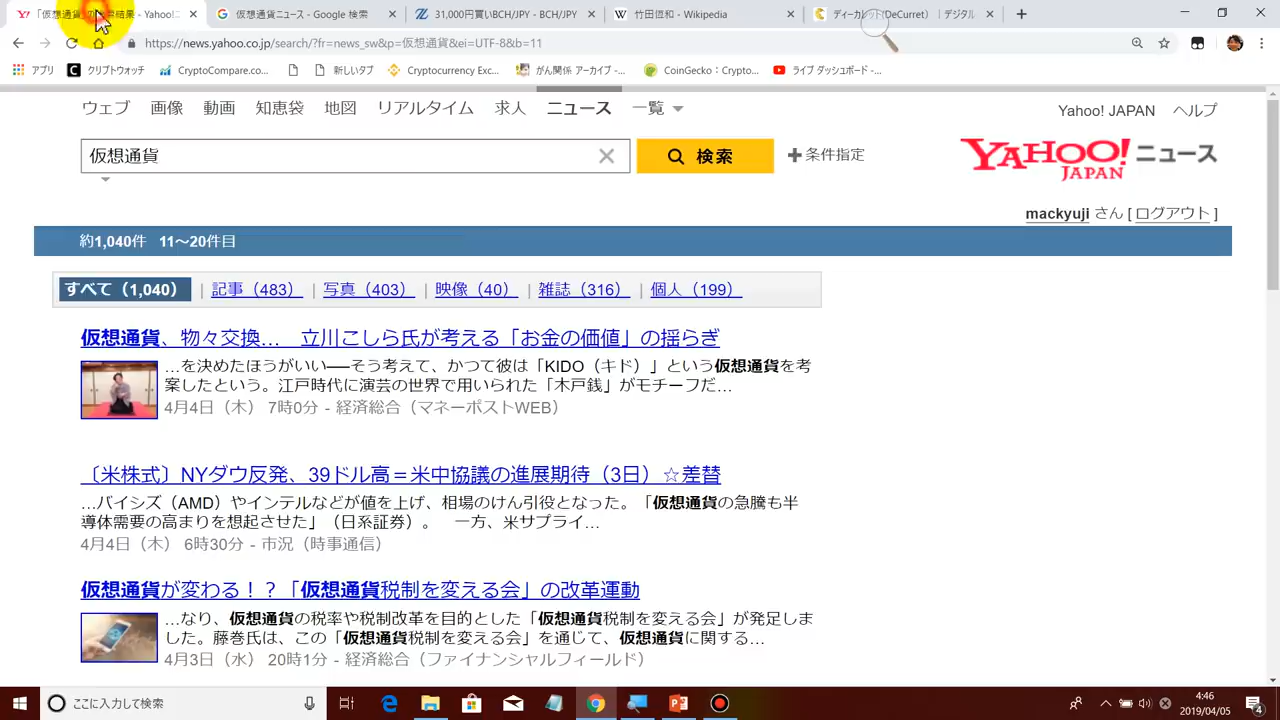 「仮想通貨」の検索結果 - Yahoo!ニ
仮想通貨ニュース - Google 検索
31,000円買いBCH/JPY - BCH/JPY
竹田恒和 - Wikipedia
ディーカレット(DeCurret) | デジタル
https://news.yahoo.co.jp/search/?fr=news_sw&p=仮想通貨&ei=UTF-8&b=11
アプリ
クリプトウォッチ
CryptoCompare.co...
新しいタブ
Cryptocurrency Exc...
がん関係 アーカイブ -...
CoinGecko：Crypto...
ライブ ダッシュボード -...
ウェブ 画像 動画 知恵袋 地図 リアルタイム 求人 ニュース 一覧
Yahoo! JAPAN ヘルプ
仮想通貨
検索
条件指定
YAHOO! JAPAN ニュース
mackyuji さん [ ログアウト ]
約1,040件 11～20件目
すべて（1,040） | 記事（483） | 写真（403） | 映像（40） | 雑誌（316） | 個人（199）
仮想通貨、物々交換… 立川こしら氏が考える「お金の価値」の揺らぎ
…を決めたほうがいい──そう考えて、かつて彼は「KIDO（キド）」という仮想通貨を考
案したという。江戸時代に演芸の世界で用いられた「木戸銭」がモチーフだ…
4月4日（木） 7時0分 - 経済総合（マネーポストWEB）
〔米株式〕NYダウ反発、39ドル高＝米中協議の進展期待（3日）☆差替
…バイシズ（AMD）やインテルなどが値を上げ、相場のけん引役となった。「仮想通貨の急騰も半
導体需要の高まりを想起させた」（日系証券）。 一方、米サプライ…
4月4日（木） 6時30分 - 市況（時事通信）
仮想通貨が変わる！？「仮想通貨税制を変える会」の改革運動
…なり、仮想通貨の税率や税制改革を目的とした「仮想通貨税制を変える会」が発足しま
した。藤巻氏は、この「仮想通貨税制を変える会」を通じて、仮想通貨に関する…
4月3日（水） 20時1分 - 経済総合（ファイナンシャルフィールド）
ここに入力して検索
4:46
2019/04/05
4